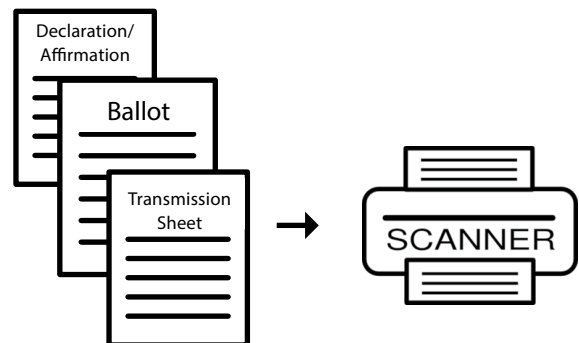 Declaration/
Affirmation
Ballot
Transmission
Sheet
SCANNER